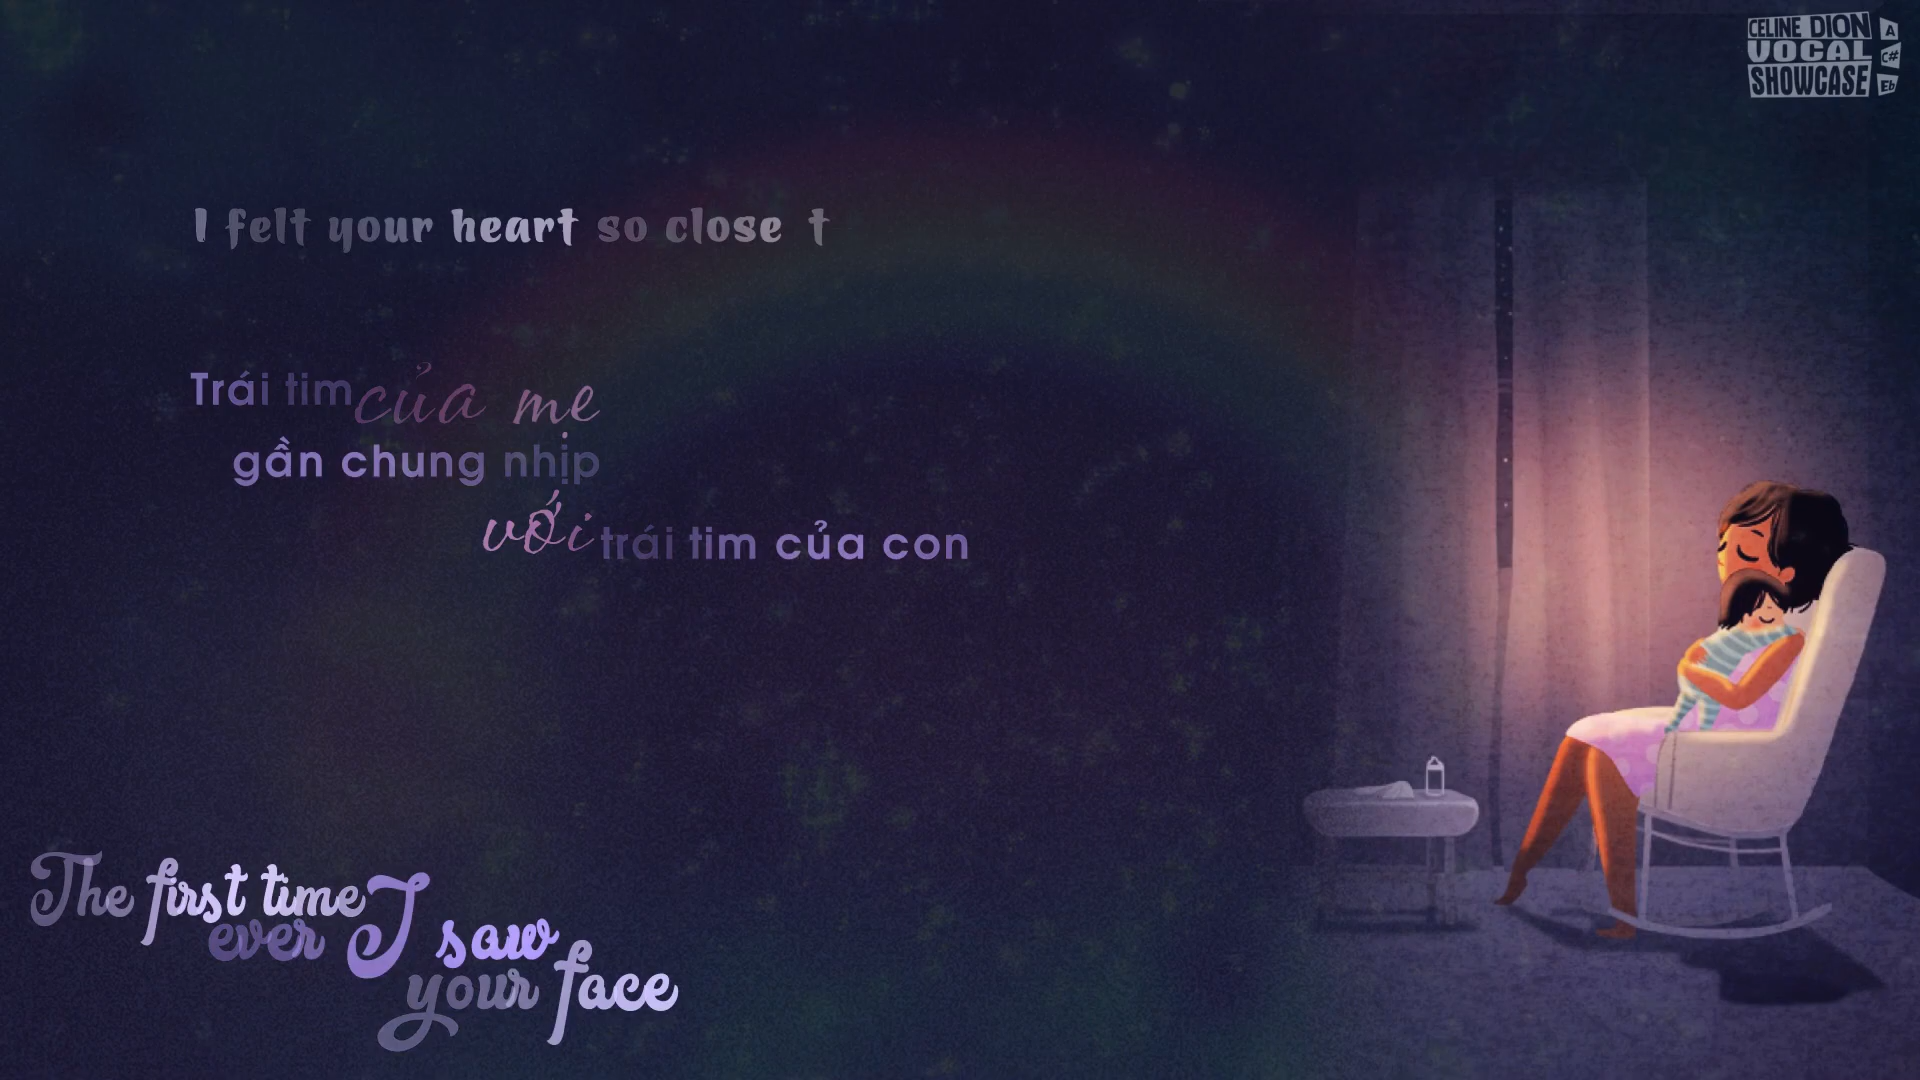 CELINE DION
VOCAL
SHOWCASE
A
C#
Eb
I felt your heart so close t
Trái tim của mẹ
gần chung nhịp
với trái tim của con
The first time
ever I saw
your face